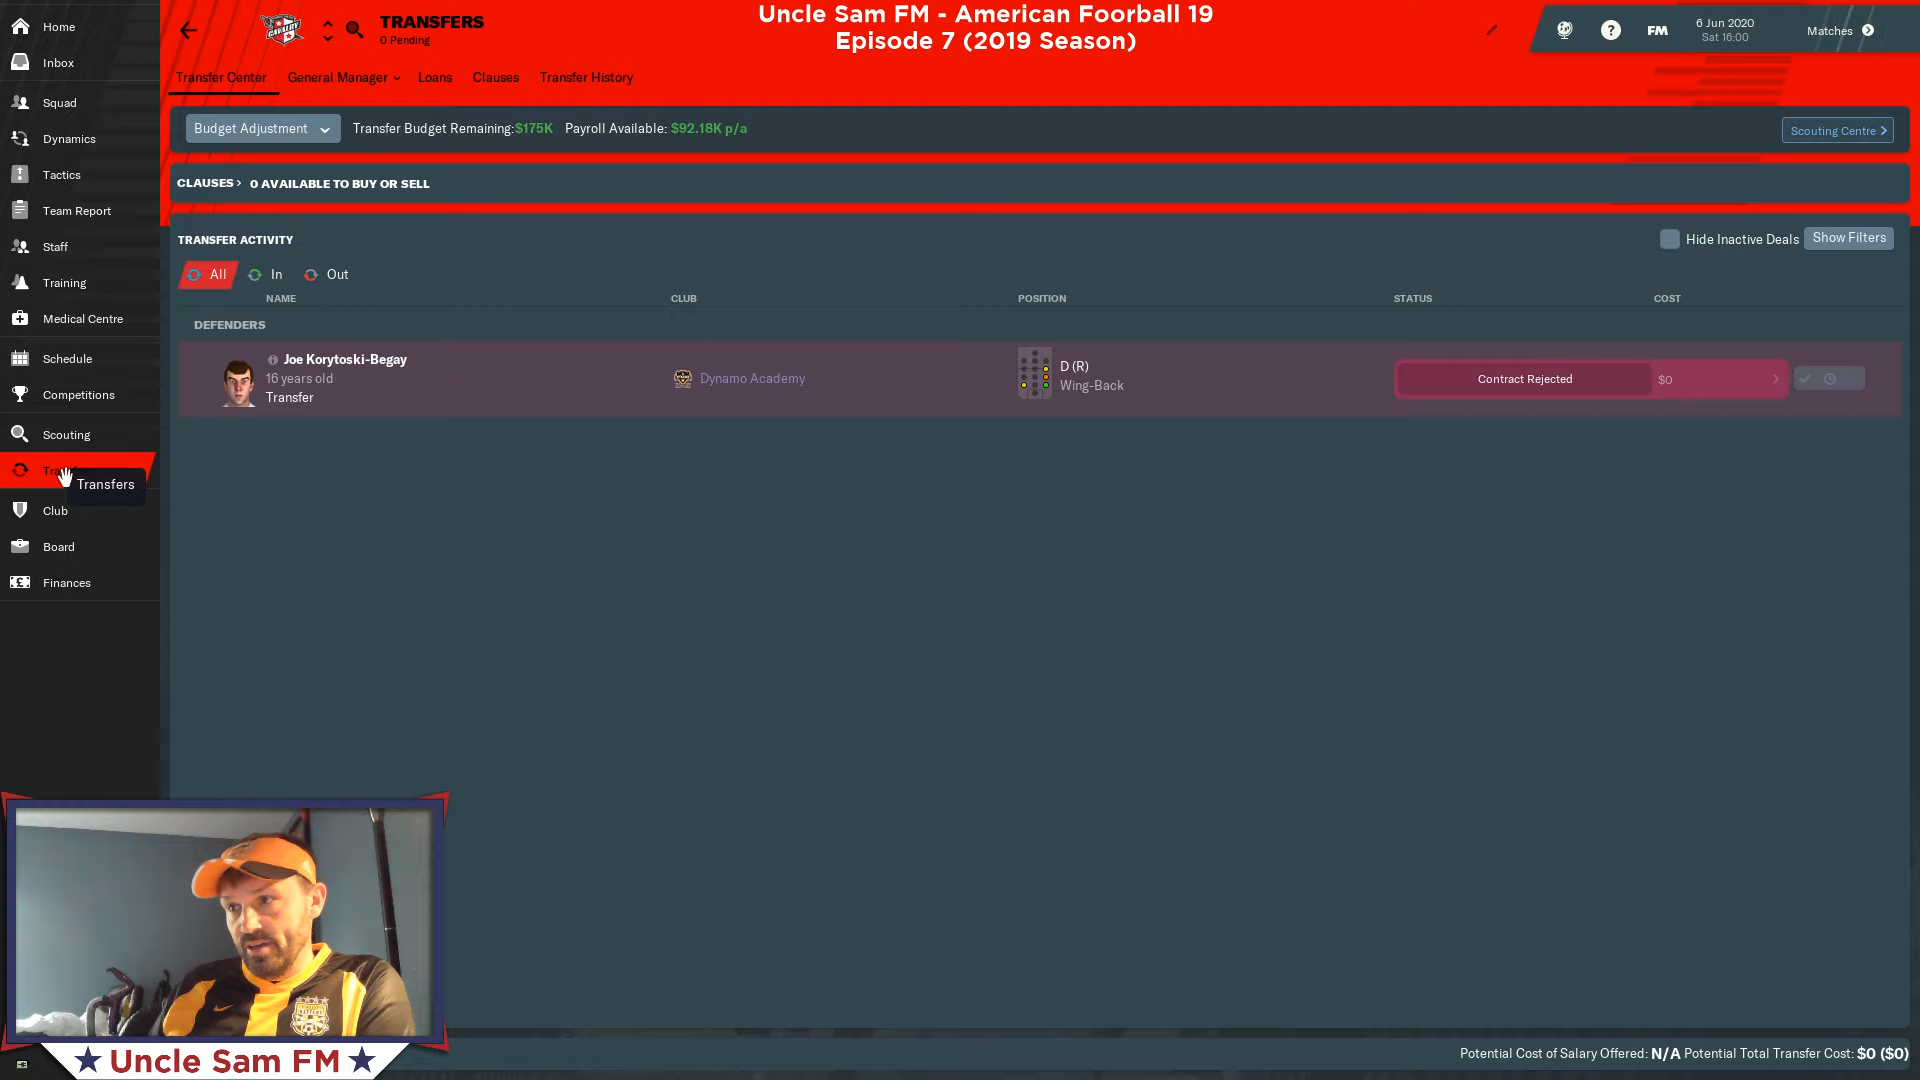 Uncle Sam FM - American Foorball 19
Episode 7 (2019 Season)
TRANSFERS
0 Pending
6 Jun 2020
Sat 16:00
FM
Matches
Home
Inbox
Squad
Dynamics
Tactics
Team Report
Staff
Training
Medical Centre
Schedule
Competitions
Scouting
Transfers
Club
Board
Finances
Transfer Center
General Manager
Loans
Clauses
Transfer History
Budget Adjustment
Transfer Budget Remaining:$175K
Payroll Available: $92.18K p/a
Scouting Centre
CLAUSES
0 AVAILABLE TO BUY OR SELL
TRANSFER ACTIVITY
Hide Inactive Deals
Show Filters
All
In
Out
NAME
CLUB
POSITION
STATUS
COST
DEFENDERS
Joe Korytoski-Begay
16 years old
Transfer
Dynamo Academy
D (R)
Wing-Back
Contract Rejected
$0
Uncle Sam FM
Potential Cost of Salary Offered: N/A Potential Total Transfer Cost: $0 ($0)